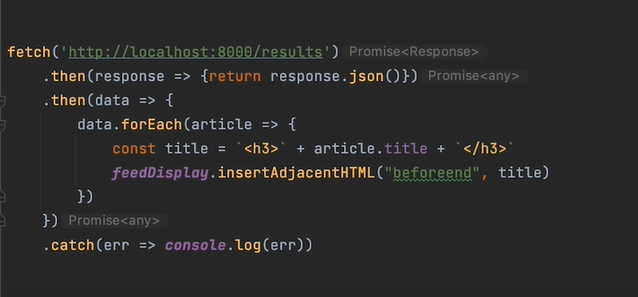 fetch('http://localhost:8000/results') Promise<Response>
.then(response => {return response.json()}) Promise<any>
.then(data => {
data.forEach(article => {
const title = `<h3>` + article.title + `</h3>`
feedDisplay.insertAdjacentHTML("beforeend", title)
})
}) Promise<any>
.catch(err => console.log(err))